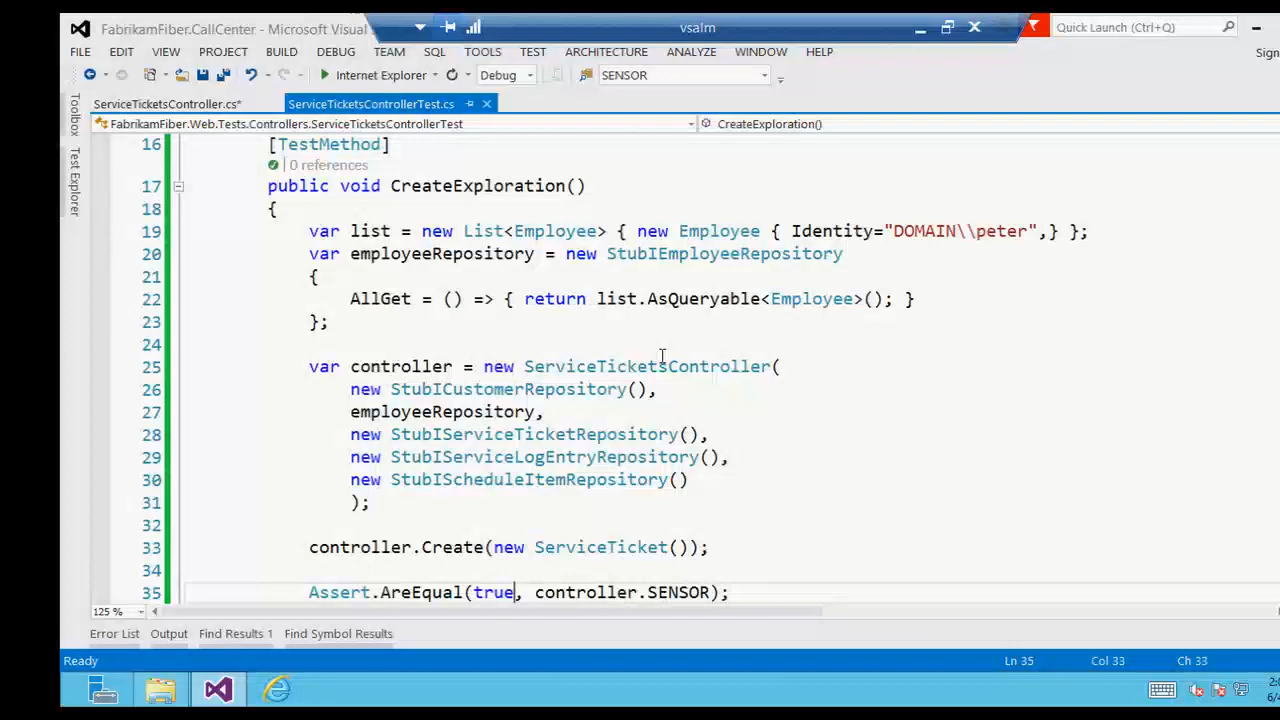 FabrikamFiber.CallCenter - Microsoft Visual
vsalm
Quick Launch (Ctrl+Q)
FILE EDIT VIEW PROJECT BUILD DEBUG TEAM SQL TOOLS TEST ARCHITECTURE ANALYZE WINDOW HELP
Sign
Internet Explorer Debug SENSOR
Toolbox
Test Explorer
ServiceTicketsController.cs* ServiceTicketsControllerTest.cs
FabrikamFiber.Web.Tests.Controllers.ServiceTicketsControllerTest CreateExploration()
16 [TestMethod]
| 0 references
17 public void CreateExploration()
18 {
19 var list = new List<Employee> { new Employee { Identity="DOMAIN\\peter",} };
20 var employeeRepository = new StubIEmployeeRepository
21 {
22 AllGet = () => { return list.AsQueryable<Employee>(); }
23 };
24
25 var controller = new ServiceTicketsController(
26 new StubICustomerRepository(),
27 employeeRepository,
28 new StubIServiceTicketRepository(),
29 new StubIServiceLogEntryRepository(),
30 new StubIScheduleItemRepository()
31 );
32
33 controller.Create(new ServiceTicket());
34
35 Assert.AreEqual(true, controller.SENSOR);
125 %
Error List Output Find Results 1 Find Symbol Results
Ready Ln 35 Col 33 Ch 33